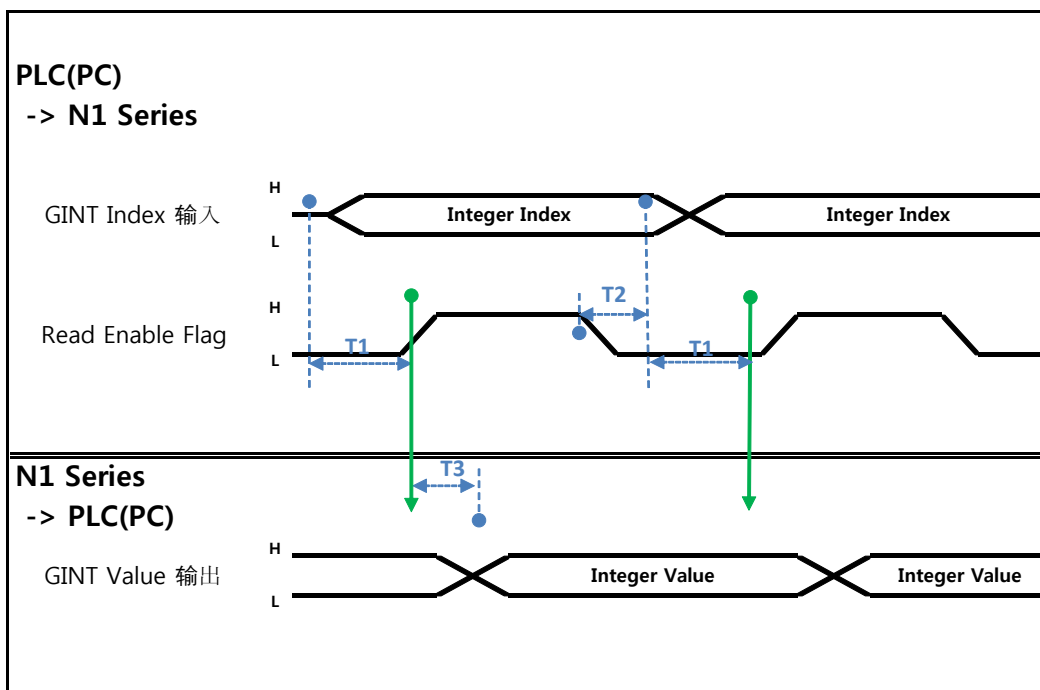 PLC(PC)
-> N1 Series
GINT Index 输入
H
L
Integer Index
Integer Index
Read Enable Flag
H
L
T1
T2
T1
N1 Series
-> PLC(PC)
T3
GINT Value 输出
H
L
Integer Value
Integer Value